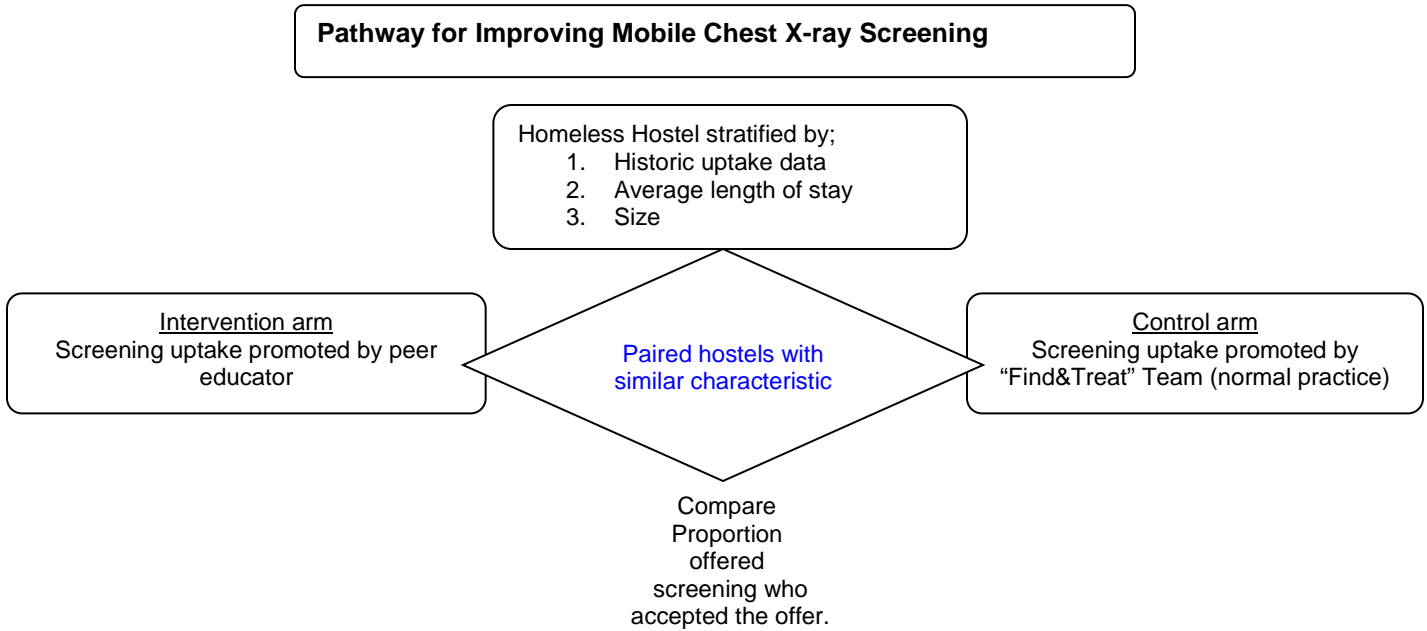 Pathway for Improving Mobile Chest X-ray Screening
Homeless Hostel stratified by;
1. Historic uptake data
2. Average length of stay
3. Size
Intervention arm
Screening uptake promoted by peer
educator
Paired hostels with
similar characteristic
Control arm
Screening uptake promoted by
“Find&Treat” Team (normal practice)
Compare
Proportion
offered
screening who
accepted the offer.